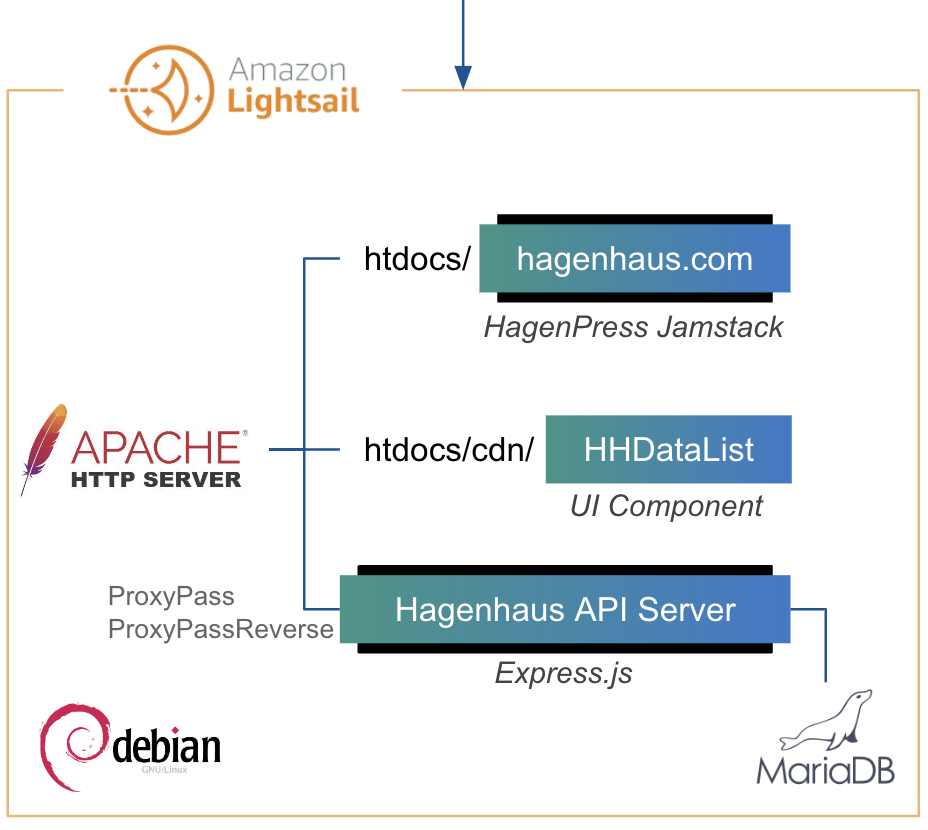 Amazon
Lightsail
htdocs/ hagenhaus.com
HagenPress Jamstack
APACHE®
HTTP SERVER
htdocs/cdn/ HHDataList
UI Component
ProxyPass
ProxyPassReverse
Hagenhaus API Server
Express.js
debian
GNU/Linux
MariaDB